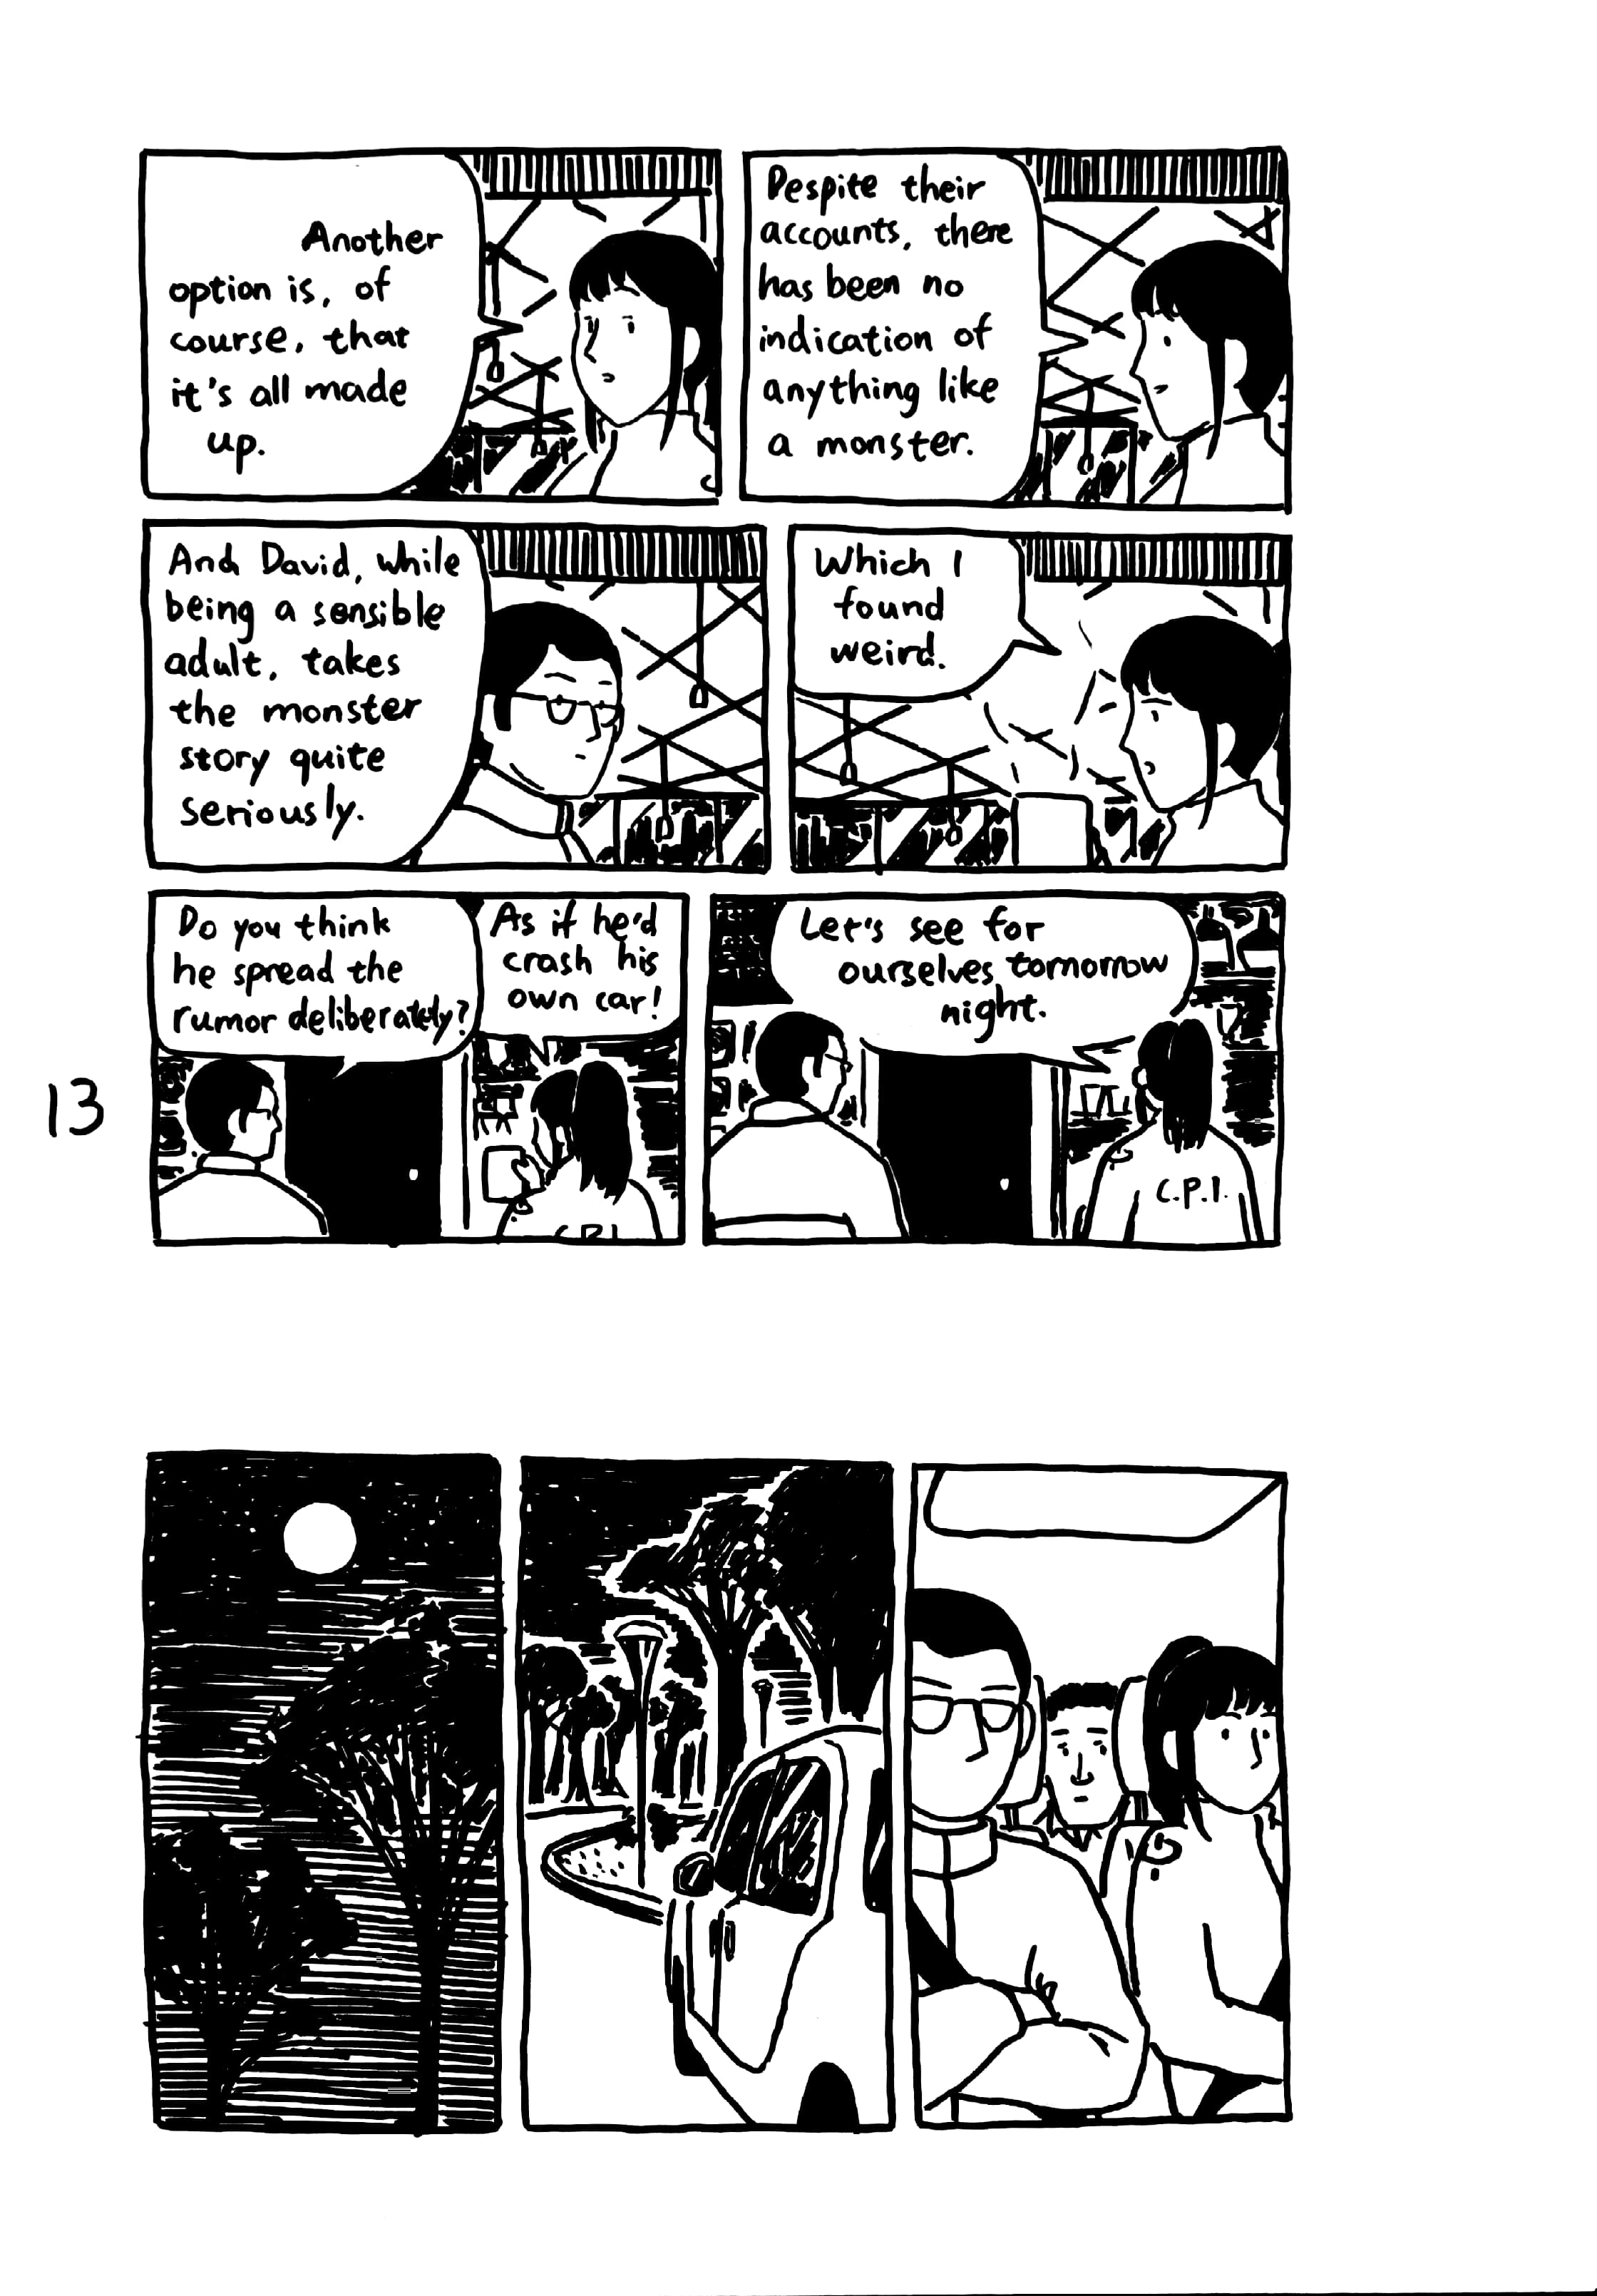 Another
option is, of
course, that
it's all made
up.
Despite their
accounts, there
has been no
indication of
anything like
a monster.
And David, while
being a sensible
adult, takes
the monster
story quite
seriously.
Which I
found
weird.
Do you think
he spread the
rumor deliberately?
As if he'd
crash his
own car!
C.P.I.
Let's see for
ourselves tomorrow
night.
C.P.I.
13